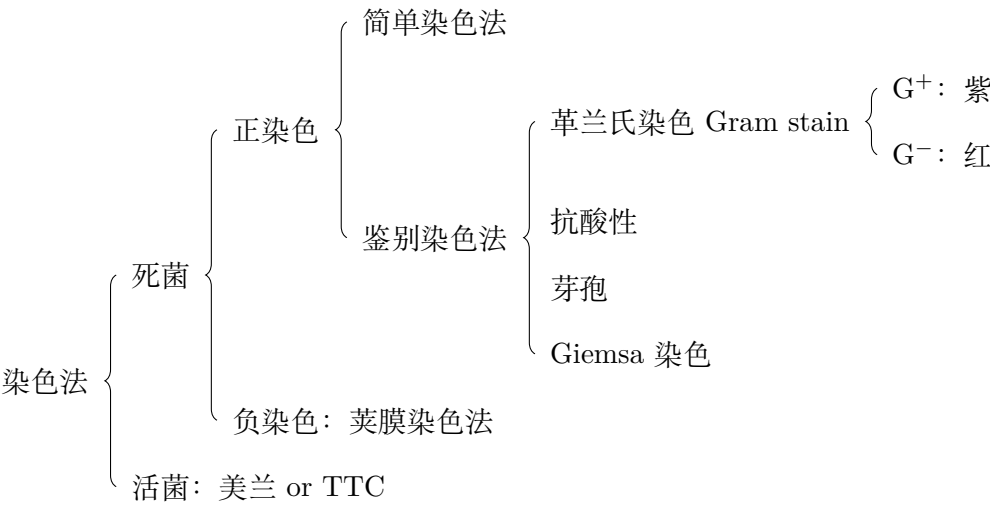 简单染色法
G⁺：紫
革兰氏染色 Gram stain
正染色
G⁻：红
抗酸性
鉴别染色法
死菌
芽孢
Giemsa 染色
染色法
负染色：荚膜染色法
活菌：美兰 or TTC